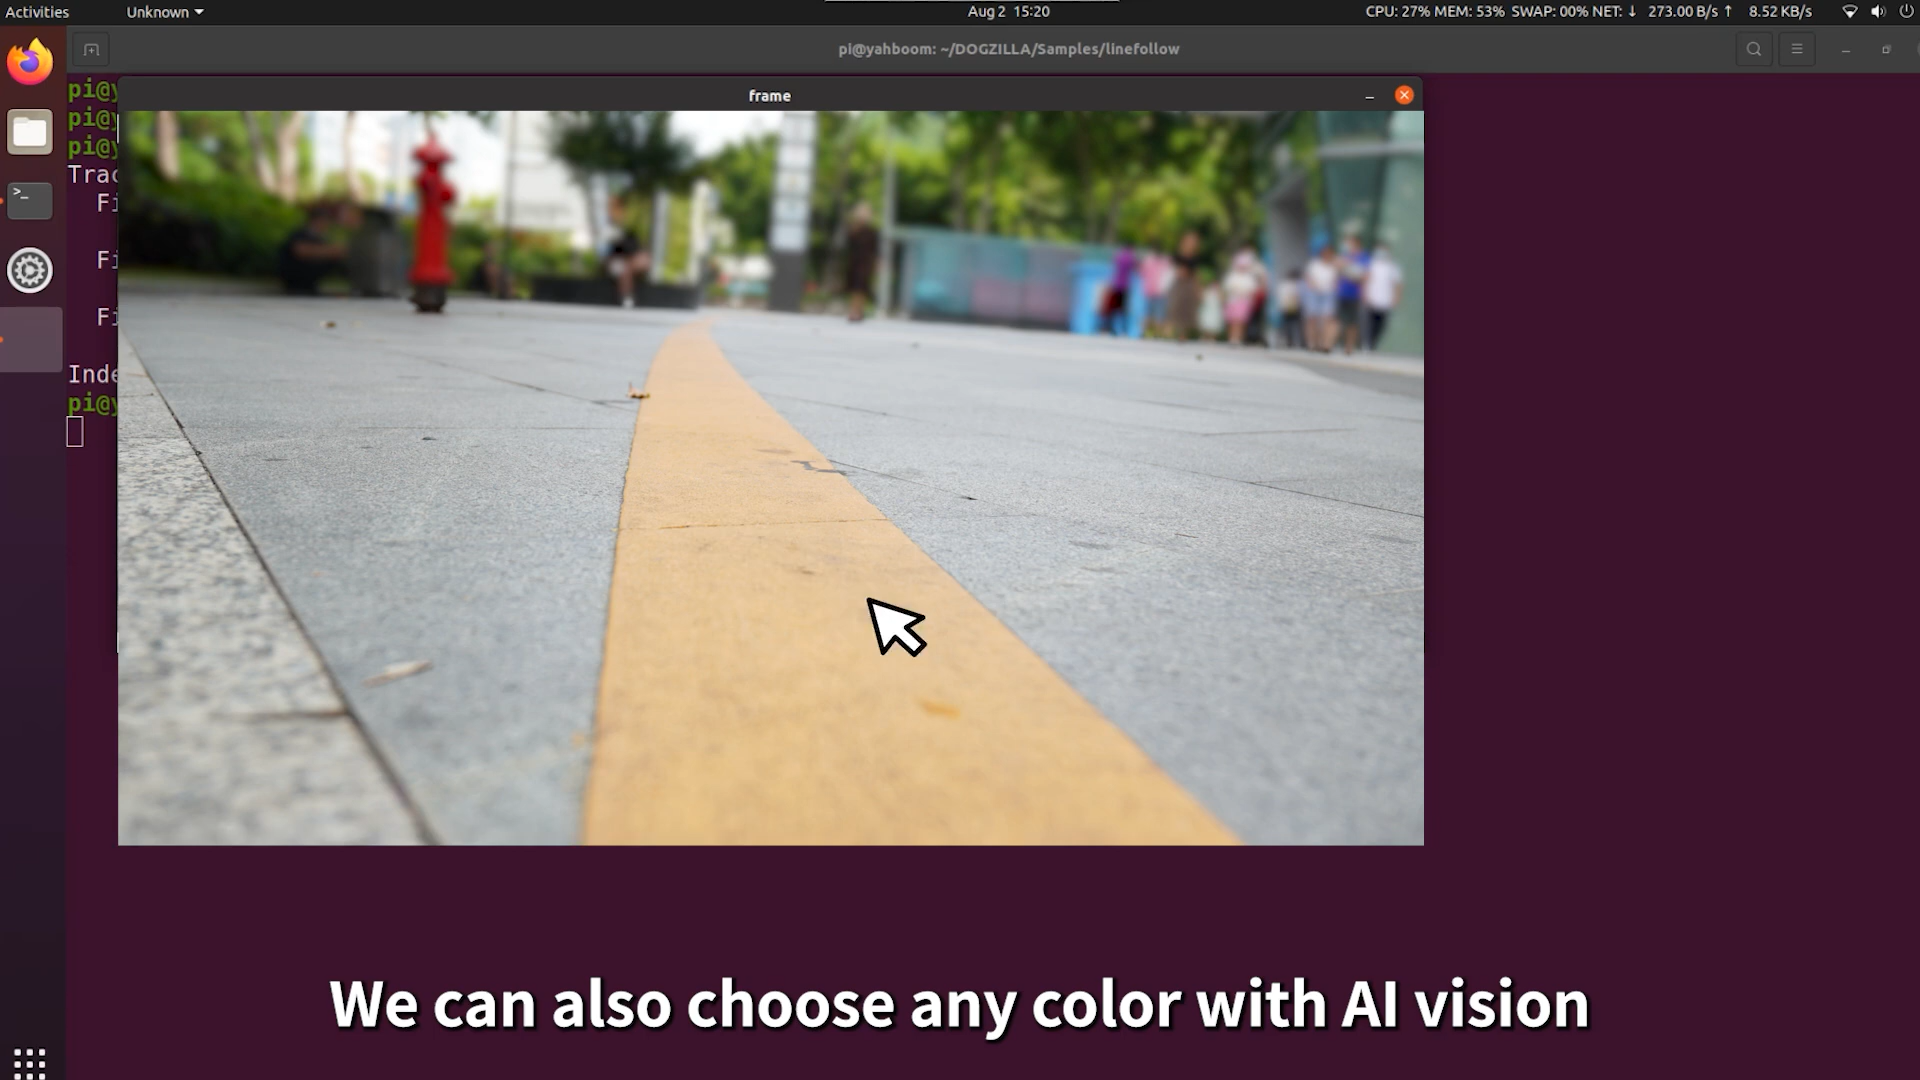 Activities
Unknown
Aug 2 15:20
CPU: 27% MEM: 53% SWAP: 00% NET: ↓ 273.00 B/s ↑ 8.52 KB/s
pi@yahboom: ~/DOGZILLA/Samples/linefollow
frame
pi@
pi@
pi@
Trac
Fi
Fi
Fi
Inde
pi@
We can also choose any color with AI vision